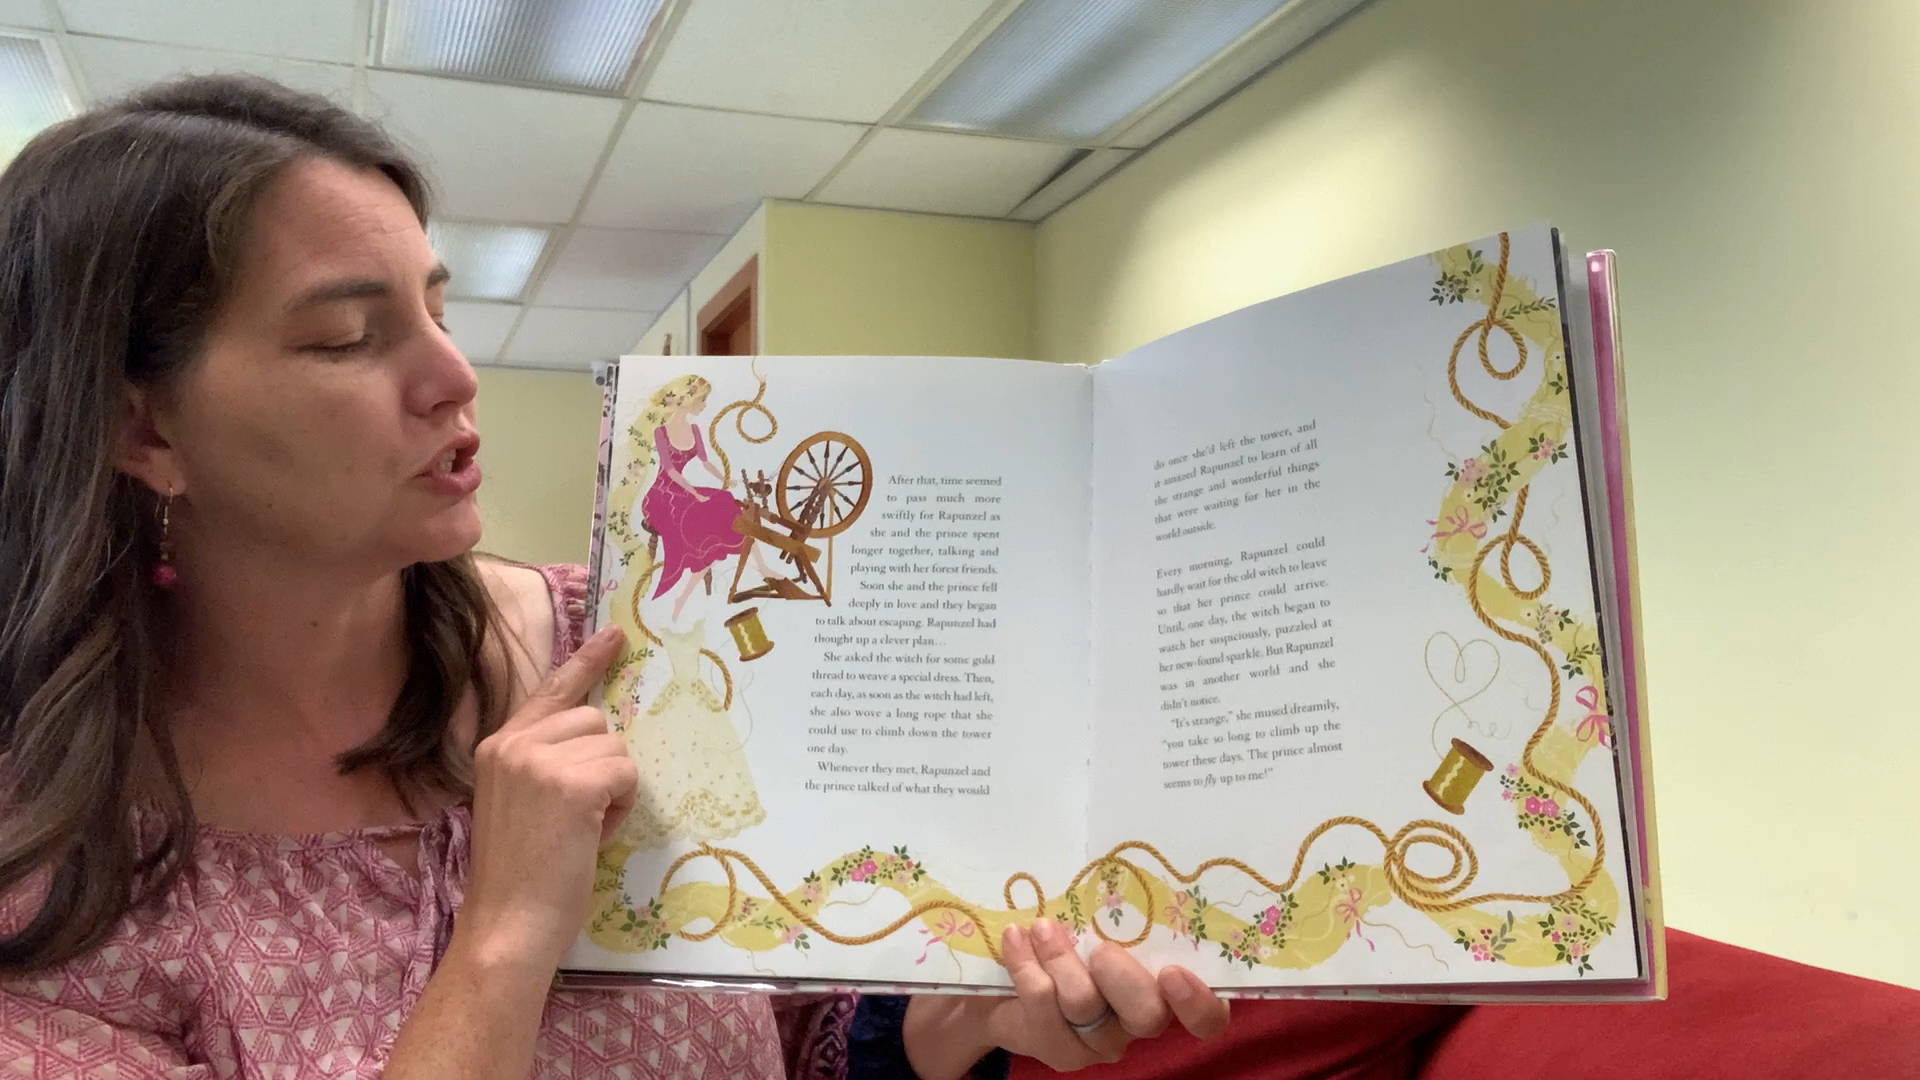 After that, time seemed
to pass much more
swiftly for Rapunzel as
she and the prince spent
longer together, talking and
playing with her forest friends.
Soon she and the prince fell
deeply in love and they began
to talk about escaping. Rapunzel had
thought up a clever plan...
She asked the witch for some gold
thread to weave a special dress. Then,
each day, as soon as the witch had left,
she also wove a long rope that she
could use to climb down the tower
one day.
Whenever they met, Rapunzel and
the prince talked of what they would
do once she'd left the tower, and
it amazed Rapunzel to learn of all
the strange and wonderful things
that were waiting for her in the
world outside.
Every morning, Rapunzel could
hardly wait for the old witch to leave
so that her prince could arrive.
Until, one day, the witch began to
watch her suspiciously, puzzled at
her new-found sparkle. But Rapunzel
was in another world and she
didn't notice.
"It's strange," she mused dreamily,
"you take so long to climb up the
tower these days. The prince almost
seems to fly up to me!"